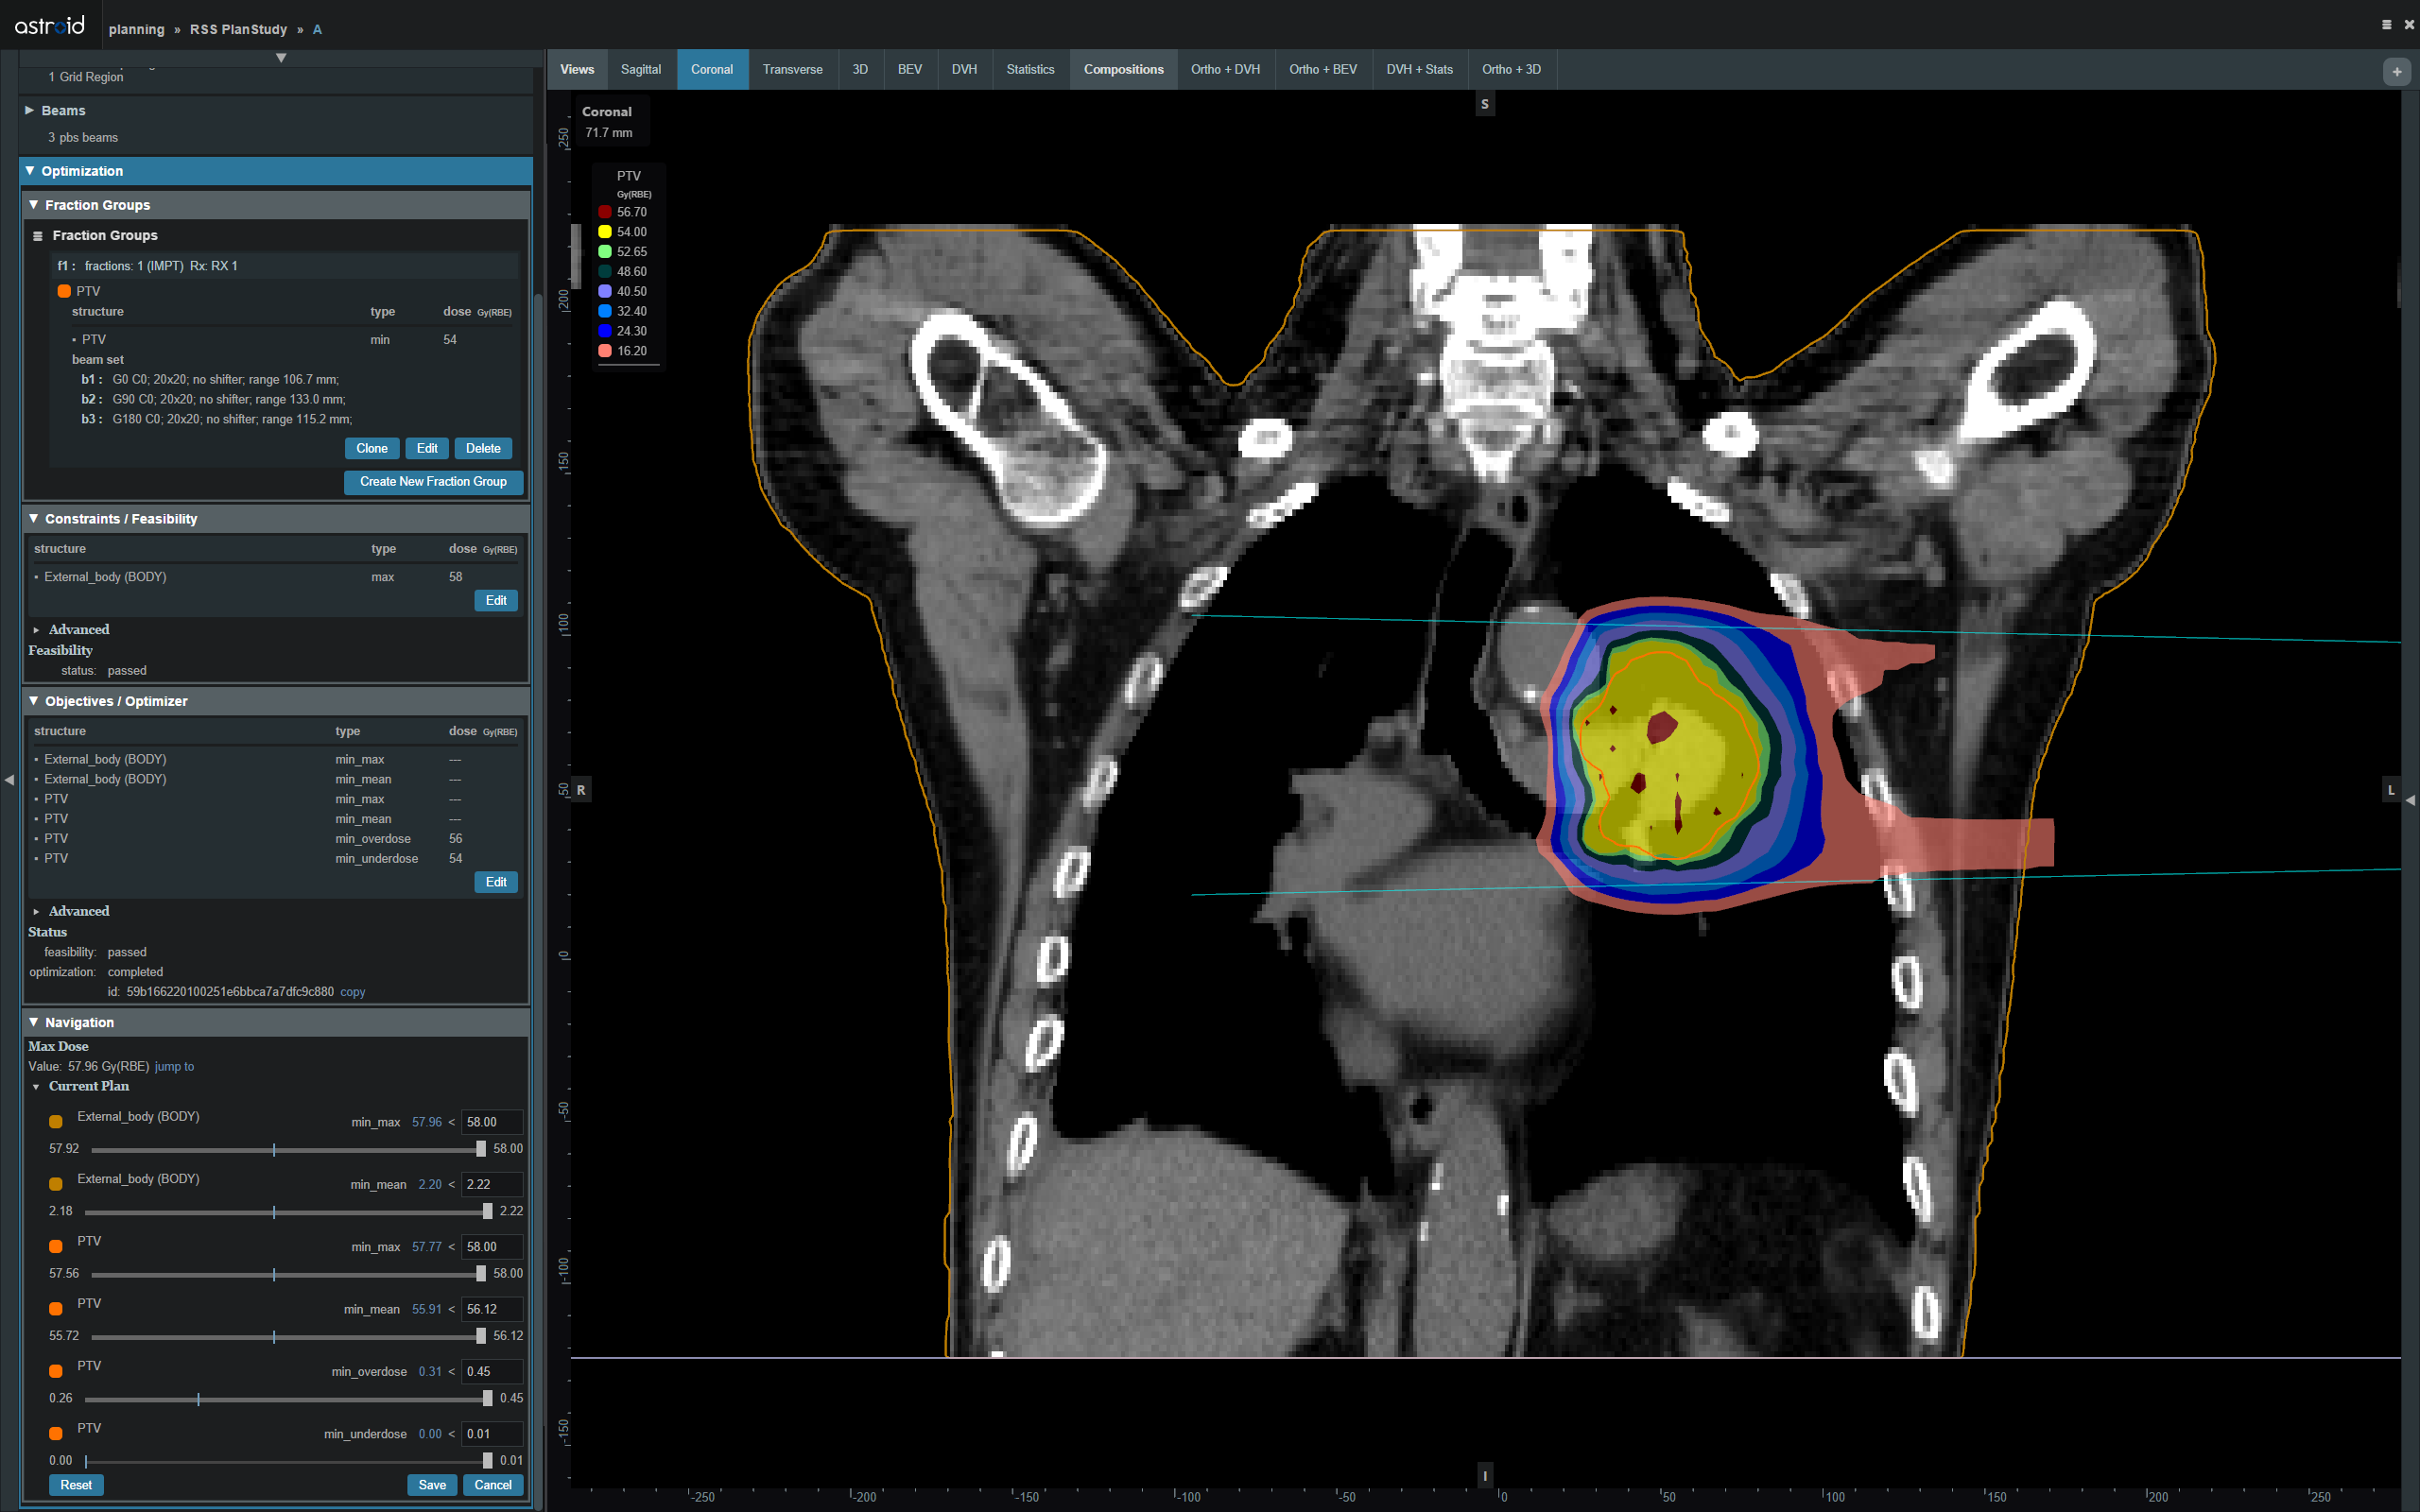 astroid planning » RSS PlanStudy » A
1 Grid Region
Beams
3 pbs beams
Optimization
Fraction Groups
Fraction Groups
f1 : fractions: 1 (IMPT) Rx: RX 1
PTV
structure type dose Gy(RBE)
PTV min 54
beam set
b1 : G0 C0; 20x20; no shifter; range 106.7 mm;
b2 : G90 C0; 20x20; no shifter; range 133.0 mm;
b3 : G180 C0; 20x20; no shifter; range 115.2 mm;
Clone Edit Delete
Create New Fraction Group
Constraints / Feasibility
structure type dose Gy(RBE)
External_body (BODY) max 58
Edit
Advanced
Feasibility
status: passed
Objectives / Optimizer
structure type dose Gy(RBE)
External_body (BODY) min_max ---
External_body (BODY) min_mean ---
PTV min_max ---
PTV min_mean ---
PTV min_overdose 56
PTV min_underdose 54
Edit
Advanced
Status
feasibility: passed
optimization: completed
id: 59b166220100251e6bbca7a7dfc9c880 copy
Navigation
Max Dose
Value: 57.96 Gy(RBE) jump to
Current Plan
External_body (BODY) min_max 57.96 < 58.00
57.92 58.00
External_body (BODY) min_mean 2.20 < 2.22
2.18 2.22
PTV min_max 57.77 < 58.00
57.56 58.00
PTV min_mean 55.91 < 56.12
55.72 56.12
PTV min_overdose 0.31 < 0.45
0.26 0.45
PTV min_underdose 0.00 < 0.01
0.00 0.01
Reset Save Cancel
Views Sagittal Coronal Transverse 3D BEV DVH Statistics Compositions Ortho + DVH Ortho + BEV DVH + Stats Ortho + 3D
Coronal
71.7 mm
PTV
Gy(RBE)
56.70
54.00
52.65
48.60
40.50
32.40
24.30
16.20
S
R
L
I
250
200
150
100
50
0
-50
-100
-150
-250 -200 -150 -100 -50 0 50 100 150 200 250